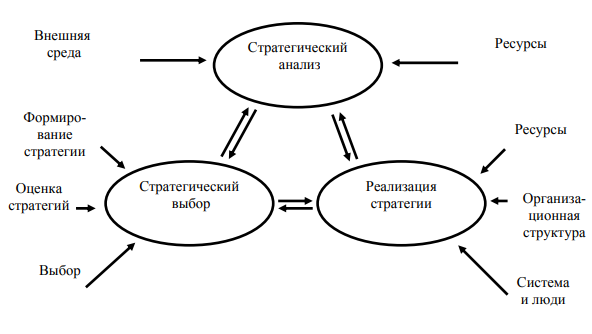 Внешняя
среда
Стратегический
анализ
Ресурсы
Формиро-
вание
стратегии
Ресурсы
Оценка
стратегий
Стратегический
выбор
Реализация
стратегии
Организа-
ционная
структура
Выбор
Система
и люди